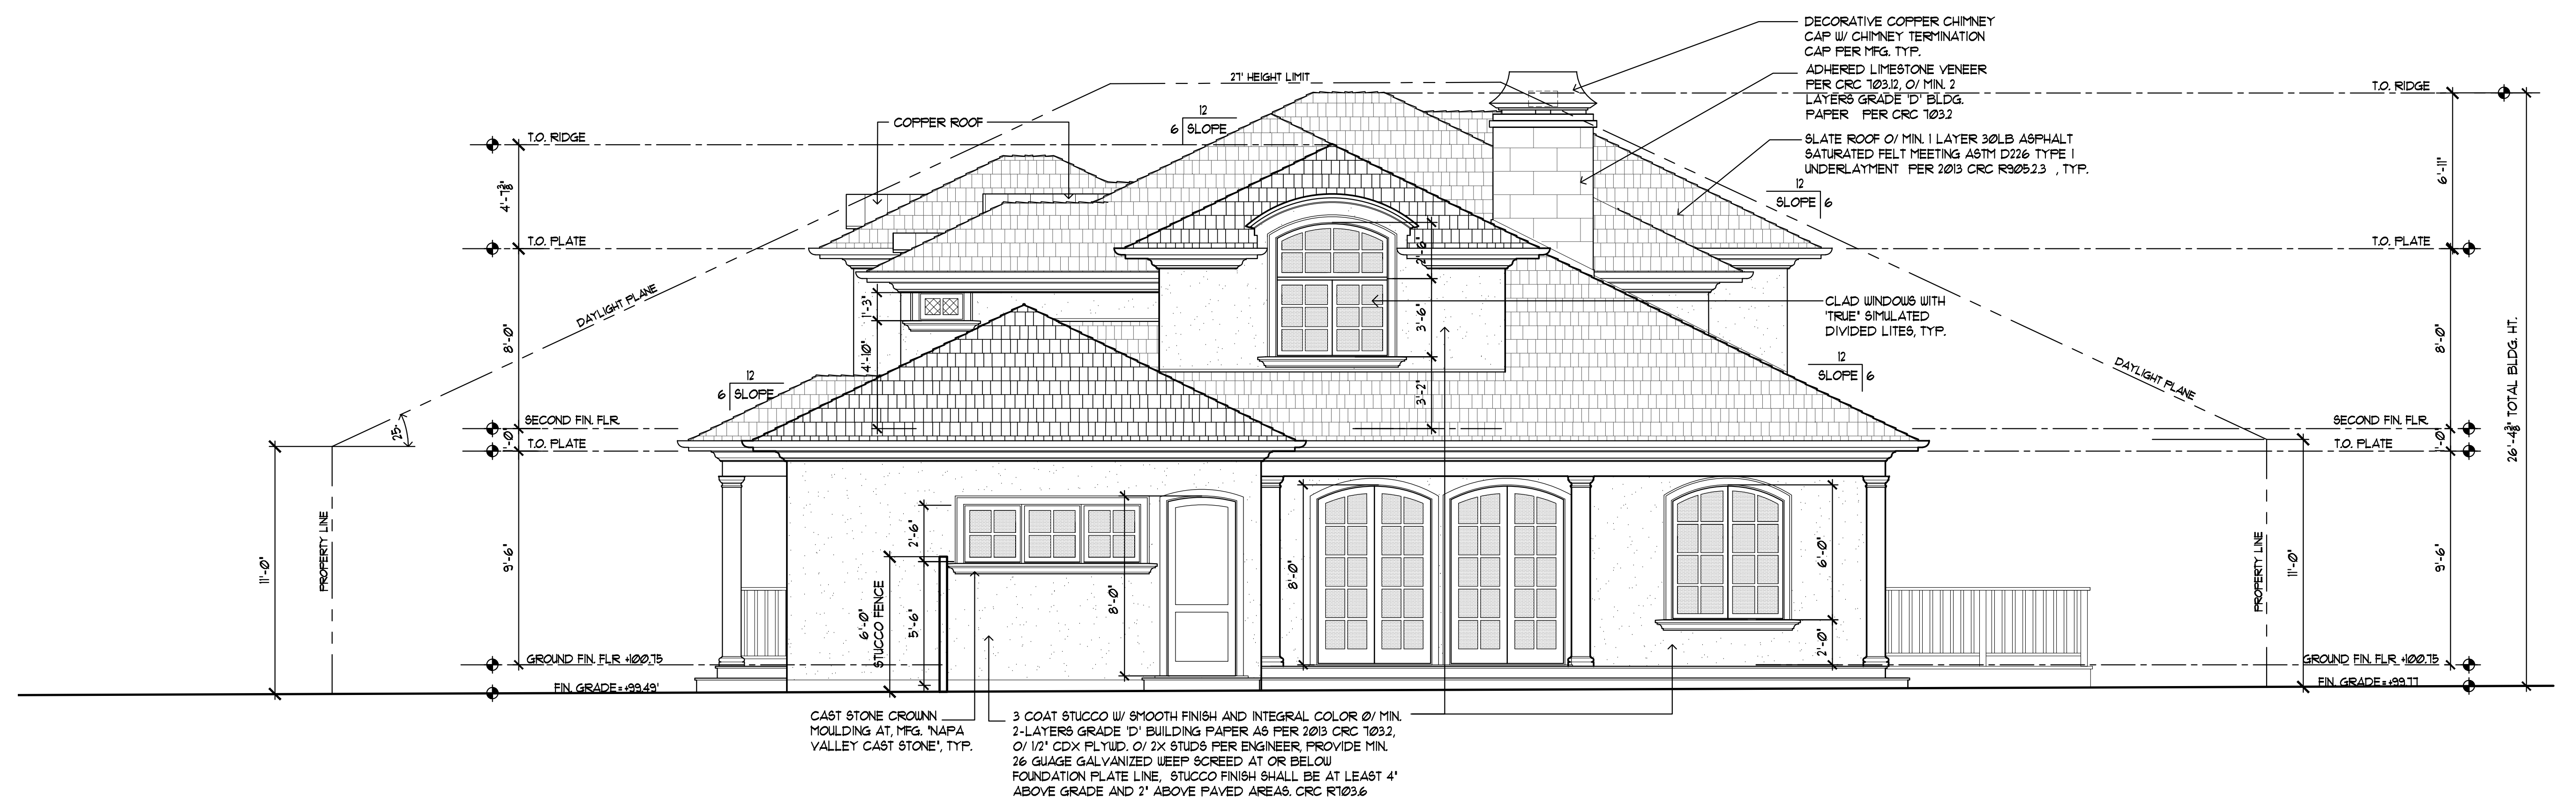 DECORATIVE COPPER CHIMNEY
CAP W/ CHIMNEY TERMINATION
CAP PER MFG. TYP.
ADHERED LIMESTONE VENEER
PER CRC 703.12, O/ MIN. 2
LAYERS GRADE 'D' BLDG.
PAPER PER CRC 703.2
SLATE ROOF O/ MIN. 1 LAYER 30LB ASPHALT
SATURATED FELT MEETING ASTM D226 TYPE 1
UNDERLAYMENT PER 2013 CRC R905.2.3 , TYP.
27' HEIGHT LIMIT
12
6 SLOPE
COPPER ROOF
T.O. RIDGE
T.O. RIDGE
4'-7 3/8"
6'-11"
12
SLOPE 6
T.O. PLATE
T.O. PLATE
DAYLIGHT PLANE
8'-0"
1'-3"
4'-10"
2'-6"
3'-6"
3'-2"
CLAD WINDOWS WITH
'TRUE" SIMULATED
DIVIDED LITES, TYP.
8'-0"
26'-4 3/8" TOTAL BLDG. HT.
DAYLIGHT PLANE
12
6 SLOPE
12
SLOPE 6
25°
SECOND FIN. FLR.
SECOND FIN. FLR.
1'-0"
1'-0"
T.O. PLATE
T.O. PLATE
11'-0"
PROPERTY LINE
9'-6"
6'-0"
STUCCO FENCE
2'-6"
5'-6"
8'-0"
8'-0"
6'-0"
2'-0"
PROPERTY LINE
11'-0"
9'-6"
GROUND FIN. FLR +100.75
GROUND FIN. FLR +100.75
FIN. GRADE=+99.49'
FIN. GRADE=+99.77
CAST STONE CROWNN
MOULDING AT, MFG. "NAPA
VALLEY CAST STONE", TYP.
3 COAT STUCCO W/ SMOOTH FINISH AND INTEGRAL COLOR O/ MIN.
2-LAYERS GRADE 'D' BUILDING PAPER AS PER 2013 CRC 703.2,
O/ 1/2" CDX PLYWD. O/ 2X STUDS PER ENGINEER, PROVIDE MIN.
26 GUAGE GALVANIZED WEEP SCREED AT OR BELOW
FOUNDATION PLATE LINE, STUCCO FINISH SHALL BE AT LEAST 4"
ABOVE GRADE AND 2" ABOVE PAVED AREAS. CRC R703.6